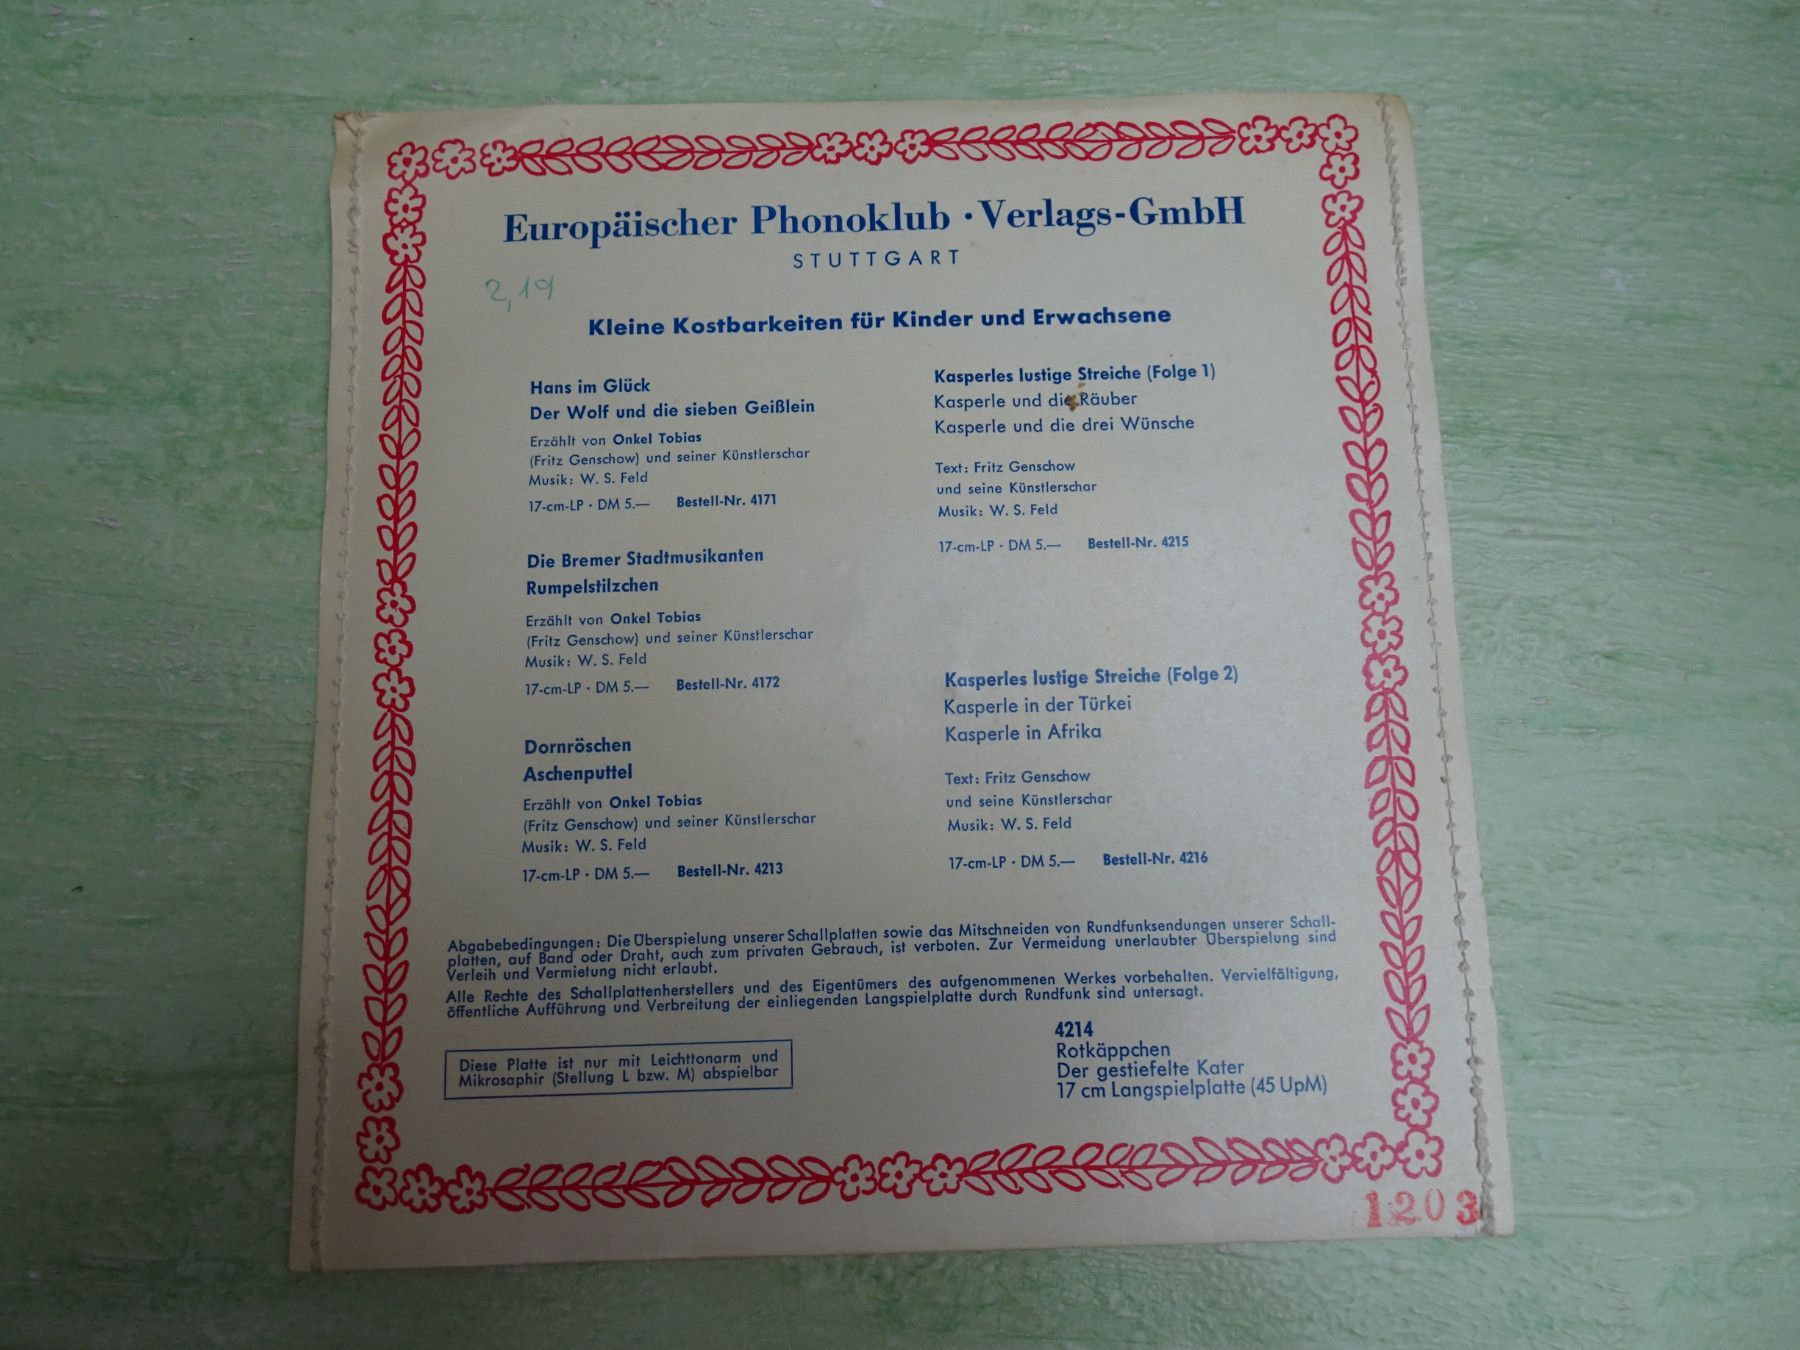 Europäischer Phonoklub · Verlags-GmbH
STUTTGART
2,19
Kleine Kostbarkeiten für Kinder und Erwachsene
Hans im Glück
Der Wolf und die sieben Geißlein
Erzählt von Onkel Tobias
(Fritz Genschow) und seiner Künstlerschar
Musik: W. S. Feld
17-cm-LP · DM 5.— Bestell-Nr. 4171
Die Bremer Stadtmusikanten
Rumpelstilzchen
Erzählt von Onkel Tobias
(Fritz Genschow) und seiner Künstlerschar
Musik: W. S. Feld
17-cm-LP · DM 5.— Bestell-Nr. 4172
Dornröschen
Aschenputtel
Erzählt von Onkel Tobias
(Fritz Genschow) und seiner Künstlerschar
Musik: W. S. Feld
17-cm-LP · DM 5.— Bestell-Nr. 4213
Kasperles lustige Streiche (Folge 1)
Kasperle und die Räuber
Kasperle und die drei Wünsche
Text: Fritz Genschow
und seine Künstlerschar
Musik: W. S. Feld
17-cm-LP · DM 5.— Bestell-Nr. 4215
Kasperles lustige Streiche (Folge 2)
Kasperle in der Türkei
Kasperle in Afrika
Text: Fritz Genschow
und seine Künstlerschar
Musik: W. S. Feld
17-cm-LP · DM 5.— Bestell-Nr. 4216
Abgabebedingungen: Die Überspielung unserer Schallplatten sowie das Mitschneiden von Rundfunksendungen unserer Schall-
platten, auf Band oder Draht, auch zum privaten Gebrauch, ist verboten. Zur Vermeidung unerlaubter Überspielung sind
Verleih und Vermietung nicht erlaubt.
Alle Rechte des Schallplattenherstellers und des Eigentümers des aufgenommenen Werkes vorbehalten. Vervielfältigung,
öffentliche Aufführung und Verbreitung der einliegenden Langspielplatte durch Rundfunk sind untersagt.
Diese Platte ist nur mit Leichttonarm und
Mikrosaphir (Stellung L bzw. M) abspielbar
4214
Rotkäppchen
Der gestiefelte Kater
17 cm Langspielplatte (45 UpM)
1203